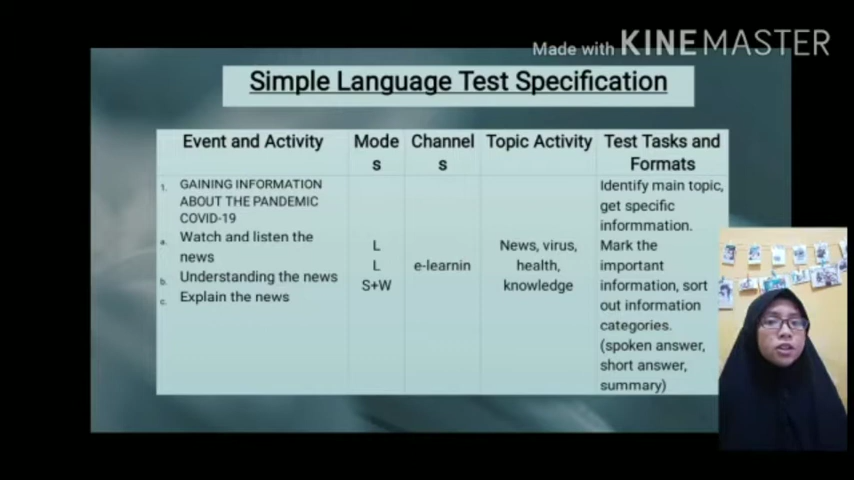 Made with KINEMASTER
Simple Language Test Specification
Event and Activity
Mode
s
Channel
s
Topic Activity
Test Tasks and
Formats
1. GAINING INFORMATION
ABOUT THE PANDEMIC
COVID-19
a. Watch and listen the
news
b. Understanding the news
c. Explain the news
L
L
S+W
e-learnin
News, virus,
health,
knowledge
Identify main topic,
get specific
informmation.
Mark the
important
information, sort
out information
categories.
(spoken answer,
short answer,
summary)